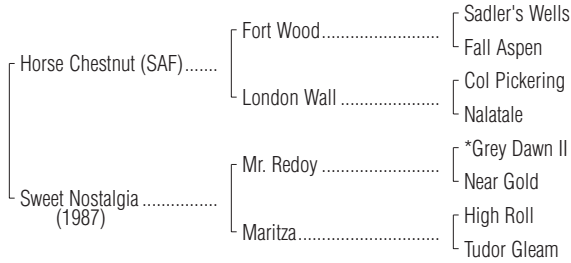 Sadler's Wells
Fort Wood
Fall Aspen
Horse Chestnut (SAF)
Col Pickering
London Wall
Nalatale
*Grey Dawn II
Mr. Redoy
Near Gold
Sweet Nostalgia
(1987)
High Roll
Maritza
Tudor Gleam